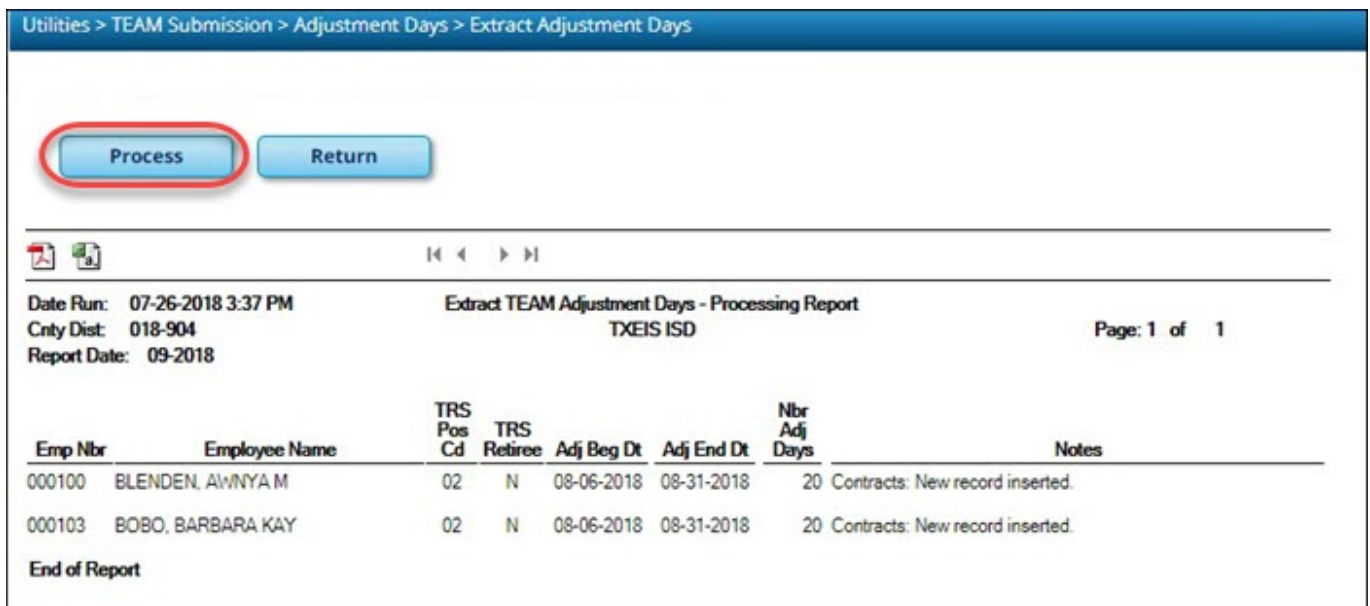 Utilities > TEAM Submission > Adjustment Days > Extract Adjustment Days
Process Return
Date Run: 07-26-2018 3:37 PM Extract TEAM Adjustment Days - Processing Report
Cnty Dist: 018-904 TXEIS ISD Page: 1 of 1
Report Date: 09-2018
TRS Nbr
Pos TRS Adj
Emp Nbr Employee Name Cd Retiree Adj Beg Dt Adj End Dt Days Notes
000100 BLENDEN, AWNYA M 02 N 08-06-2018 08-31-2018 20 Contracts: New record inserted.
000103 BOBO, BARBARA KAY 02 N 08-06-2018 08-31-2018 20 Contracts: New record inserted.
End of Report